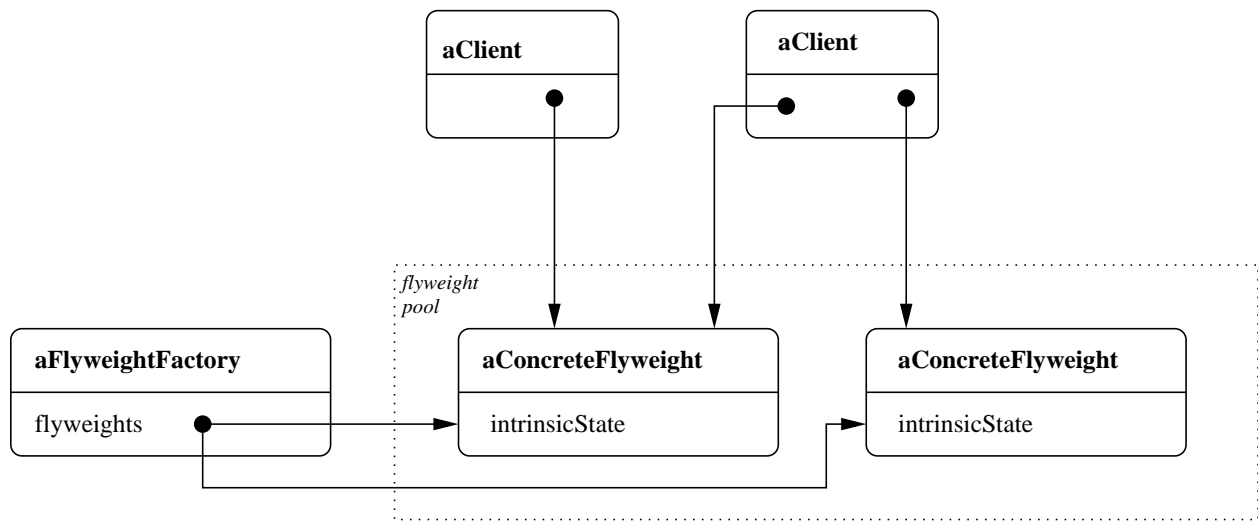 aClient
aClient
flyweight
pool
aFlyweightFactory
flyweights
aConcreteFlyweight
intrinsicState
aConcreteFlyweight
intrinsicState